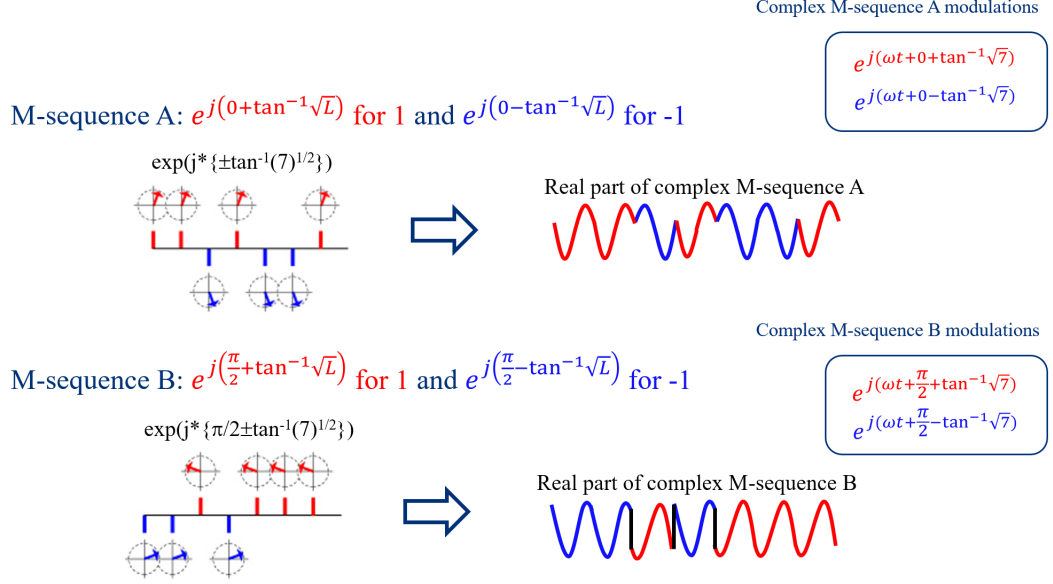 Complex M-sequence A modulations
e^{j(ωt+0+tan^{−1}√7)}
e^{j(ωt+0−tan^{−1}√7)}
M-sequence A: e^{j(0+tan^{−1}√L)} for 1 and e^{j(0−tan^{−1}√L)} for -1
exp(j*{±tan^{-1}(7)^{1/2}})
Real part of complex M-sequence A
Complex M-sequence B modulations
M-sequence B: e^{j(π/2+tan^{−1}√L)} for 1 and e^{j(π/2−tan^{−1}√L)} for -1
e^{j(ωt+π/2+tan^{−1}√7)}
e^{j(ωt+π/2−tan^{−1}√7)}
exp(j*{π/2±tan^{-1}(7)^{1/2}})
Real part of complex M-sequence B